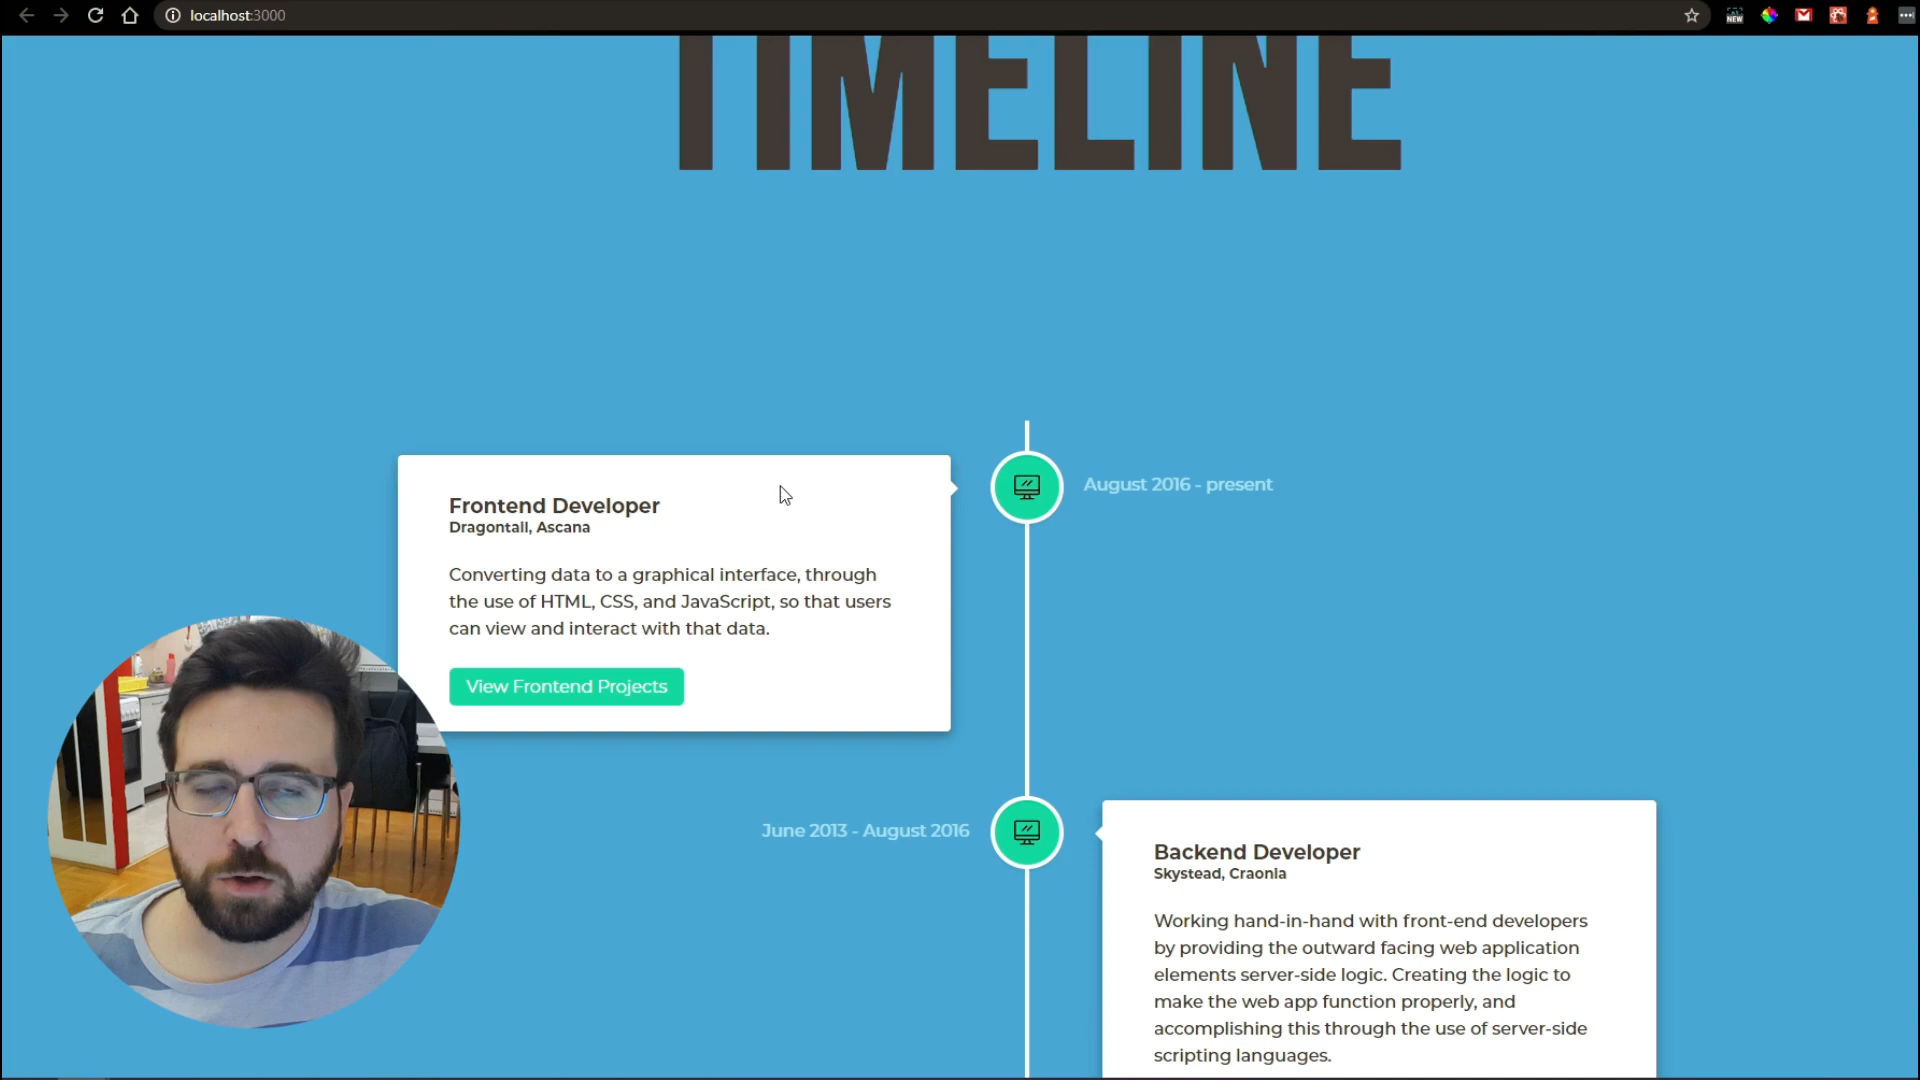 localhost:3000
NEW
TIMELINE
August 2016 - present
Frontend Developer
Dragontall, Ascana
Converting data to a graphical interface, through
the use of HTML, CSS, and JavaScript, so that users
can view and interact with that data.
View Frontend Projects
June 2013 - August 2016
Backend Developer
Skystead, Craonla
Working hand-in-hand with front-end developers
by providing the outward facing web application
elements server-side logic. Creating the logic to
make the web app function properly, and
accomplishing this through the use of server-side
scripting languages.